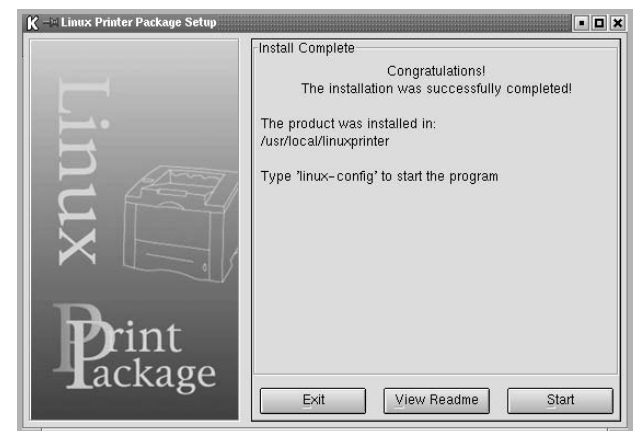 Linux Printer Package Setup
Linux
Print
Package
Install Complete
Congratulations!
The installation was successfully completed!
The product was installed in:
/usr/local/linuxprinter
Type 'linux-config' to start the program
Exit
View Readme
Start